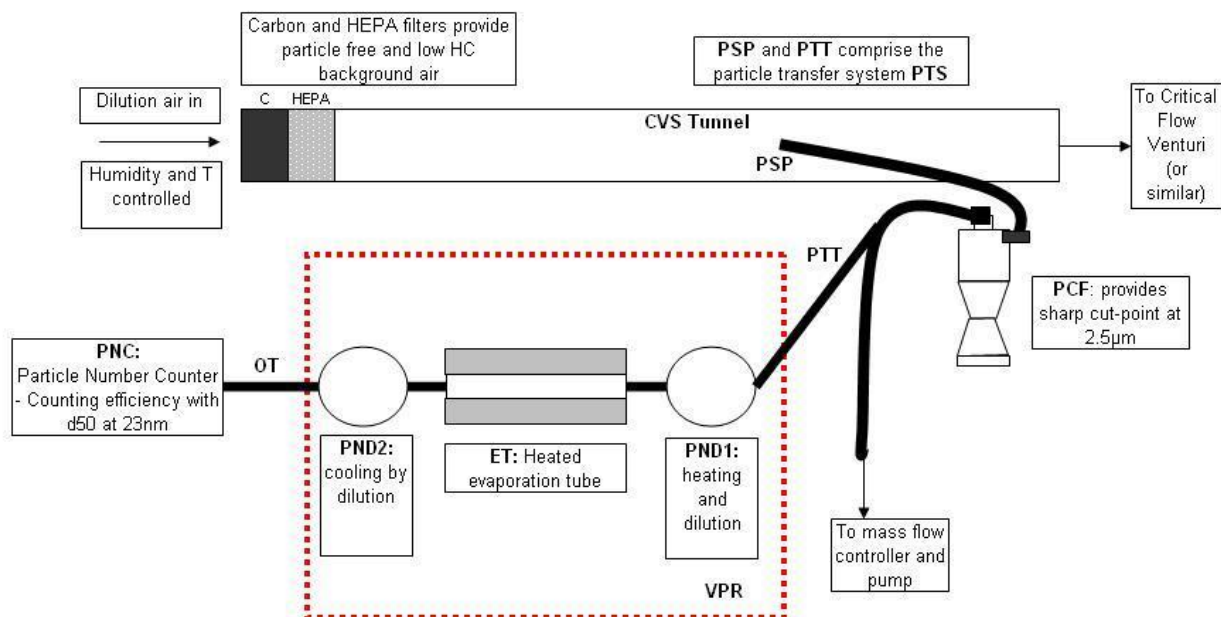 Carbon and HEPA filters provide
particle free and low HC
background air
PSP and PTT comprise the
particle transfer system PTS
Dilution air in
C
HEPA
CVS Tunnel
To Critical
Flow
Venturi
(or
similar)
PSP
Humidity and T
controlled
PTT
PCF: provides
sharp cut-point at
2.5µm
PNC:
Particle Number Counter
- Counting efficiency with
d50 at 23nm
OT
PND2:
cooling by
dilution
ET: Heated
evaporation tube
PND1:
heating
and
dilution
To mass flow
controller and
pump
VPR